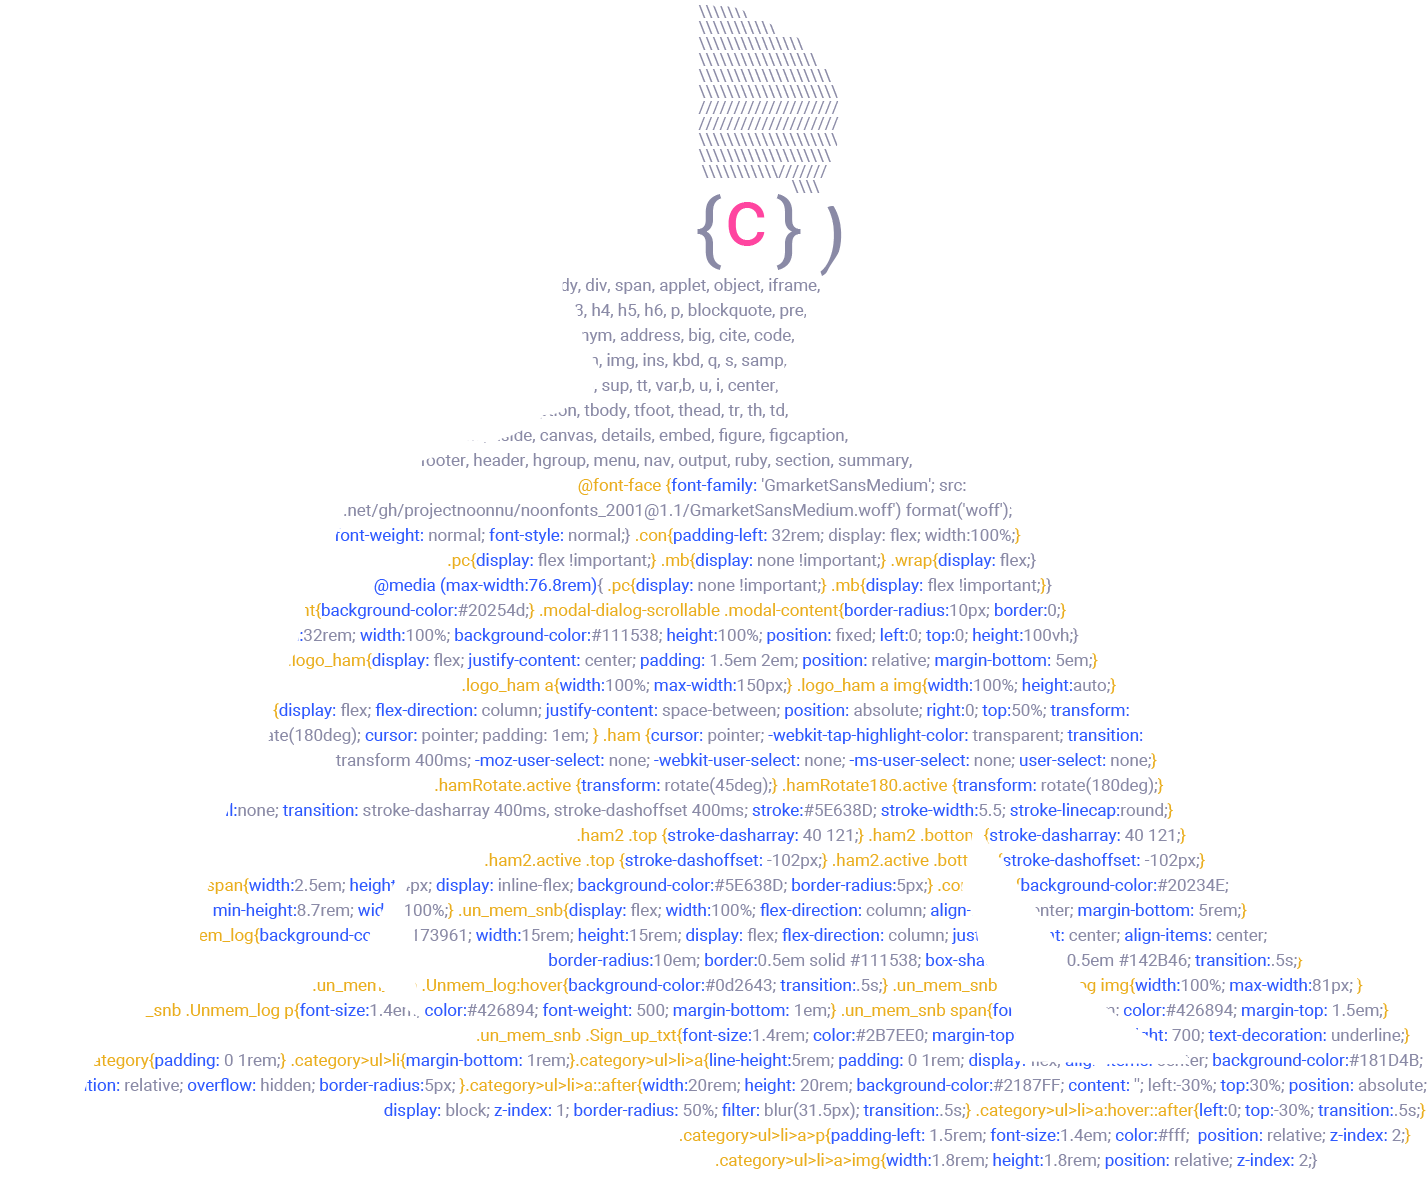 \\\\\\\
\\\\\\\\\\\
\\\\\\\\\\\\\\\
\\\\\\\\\\\\\\\\\
\\\\\\\\\\\\\\\\\\\
\\\\\\\\\\\\\\\\\\\\
////////////////////
////////////////////
\\\\\\\\\\\\\\\\\\\\
\\\\\\\\\\\\\\\\\\\
\\\\\\\\\\\///////
\\\\
{C} )
dy, div, span, applet, object, iframe,
3, h4, h5, h6, p, blockquote, pre,
nym, address, big, cite, code,
, img, ins, kbd, q, s, samp,
, sup, tt, var,b, u, i, center,
tbody, tfoot, thead, tr, th, td,
canvas, details, embed, figure, figcaption,
footer, header, hgroup, menu, nav, output, ruby, section, summary,
@font-face {font-family: 'GmarketSansMedium'; src:
.net/gh/projectnoonnu/noonfonts_2001@1.1/GmarketSansMedium.woff') format('woff');
font-weight: normal; font-style: normal;} .con{padding-left: 32rem; display: flex; width:100%;}
.pc{display: flex !important;} .mb{display: none !important;} .wrap{display: flex;}
@media (max-width:76.8rem){ .pc{display: none !important;} .mb{display: flex !important;}}
nt{background-color:#20254d;} .modal-dialog-scrollable .modal-content{border-radius:10px; border:0;}
:32rem; width:100%; background-color:#111538; height:100%; position: fixed; left:0; top:0; height:100vh;}
.logo_ham{display: flex; justify-content: center; padding: 1.5em 2em; position: relative; margin-bottom: 5em;}
.logo_ham a{width:100%; max-width:150px;} .logo_ham a img{width:100%; height:auto;}
{display: flex; flex-direction: column; justify-content: space-between; position: absolute; right:0; top:50%; transform:
ate(180deg); cursor: pointer; padding: 1em; } .ham {cursor: pointer; -webkit-tap-highlight-color: transparent; transition:
transform 400ms; -moz-user-select: none; -webkit-user-select: none; -ms-user-select: none; user-select: none;}
.hamRotate.active {transform: rotate(45deg);} .hamRotate180.active {transform: rotate(180deg);}
l:none; transition: stroke-dasharray 400ms, stroke-dashoffset 400ms; stroke:#5E638D; stroke-width:5.5; stroke-linecap:round;}
.ham2 .top {stroke-dasharray: 40 121;} .ham2 .bottom {stroke-dasharray: 40 121;}
.ham2.active .top {stroke-dashoffset: -102px;} .ham2.active .bott {stroke-dashoffset: -102px;}
span{width:2.5em; height px; display: inline-flex; background-color:#5E638D; border-radius:5px;} .co {background-color:#20234E;
min-height:8.7rem; wid 100%;} .un_mem_snb{display: flex; width:100%; flex-direction: column; align- enter; margin-bottom: 5rem;}
em_log{background-co 173961; width:15rem; height:15rem; display: flex; flex-direction: column; jus t: center; align-items: center;
border-radius:10em; border:0.5em solid #111538; box-sha 0.5em #142B46; transition:.5s;}
.un_mem_ .Unmem_log:hover{background-color:#0d2643; transition:.5s;} .un_mem_snb og img{width:100%; max-width:81px; }
_snb .Unmem_log p{font-size:1.4em; color:#426894; font-weight: 500; margin-bottom: 1em;} .un_mem_snb span{fon ; color:#426894; margin-top: 1.5em;}
.un_mem_snb .Sign_up_txt{font-size:1.4rem; color:#2B7EE0; margin-top ight: 700; text-decoration: underline;}
ategory{padding: 0 1rem;} .category>ul>li{margin-bottom: 1rem;}.category>ul>li>a{line-height:5rem; padding: 0 1rem; display: flex; align-items: center; background-color:#181D4B;
tion: relative; overflow: hidden; border-radius:5px; }.category>ul>li>a::after{width:20rem; height: 20rem; background-color:#2187FF; content: ''; left:-30%; top:30%; position: absolute;
display: block; z-index: 1; border-radius: 50%; filter: blur(31.5px); transition:.5s;} .category>ul>li>a:hover::after{left:0; top:-30%; transition:.5s;}
.category>ul>li>a>p{padding-left: 1.5rem; font-size:1.4em; color:#fff; position: relative; z-index: 2;}
.category>ul>li>a>img{width:1.8rem; height:1.8rem; position: relative; z-index: 2;}